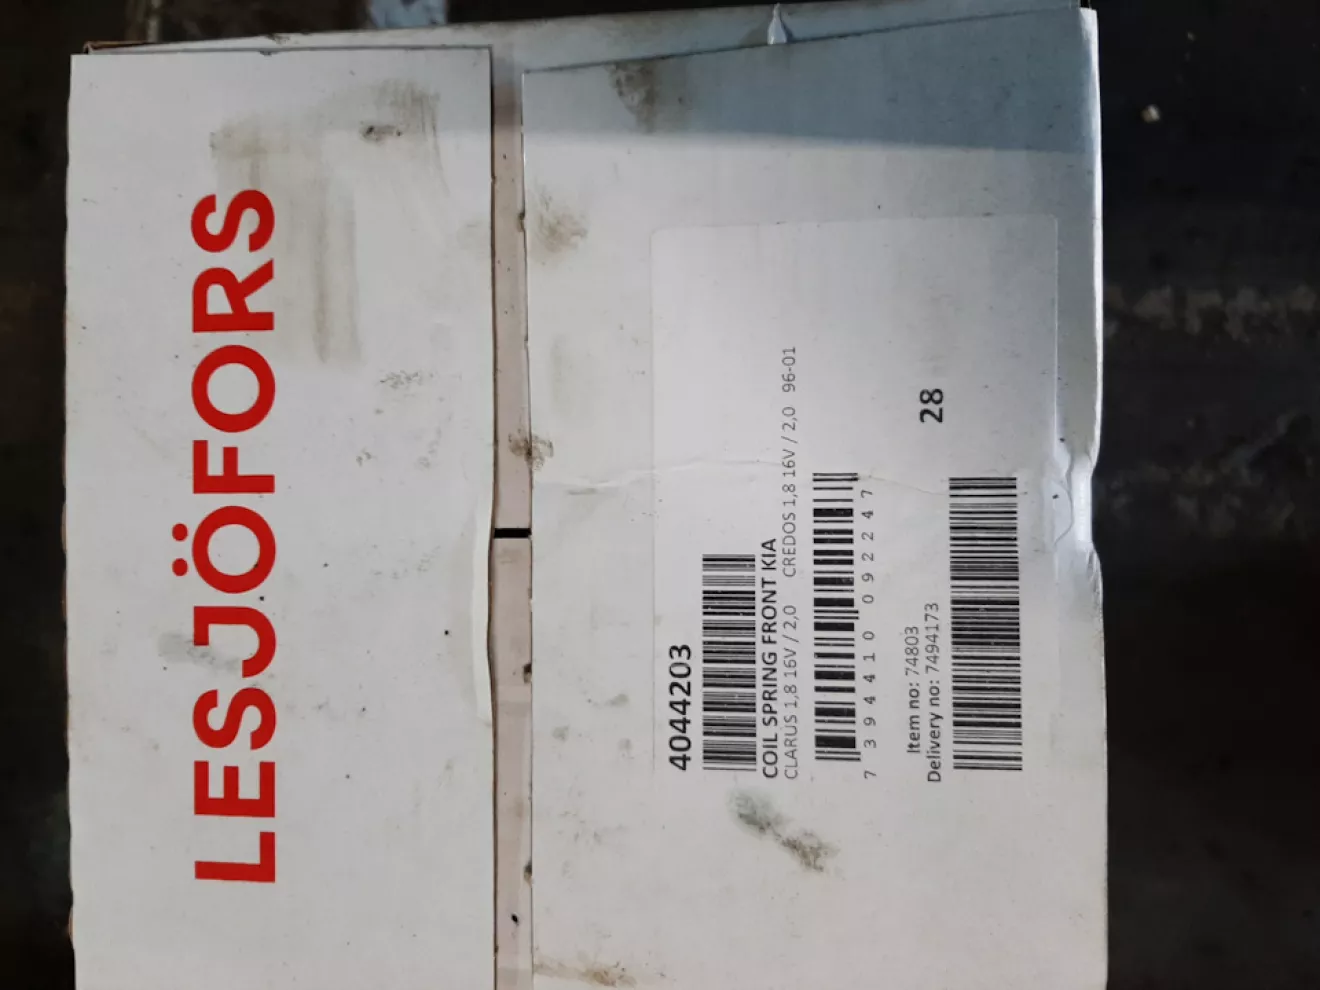 LESJÖFORS
4044203
COIL SPRING FRONT KIA
CLARUS 1,8 16V / 2,0 CREDOS 1,8 16V / 2,0 96-01
7 394410 092247
Item no: 74803
Delivery no: 7494173
28